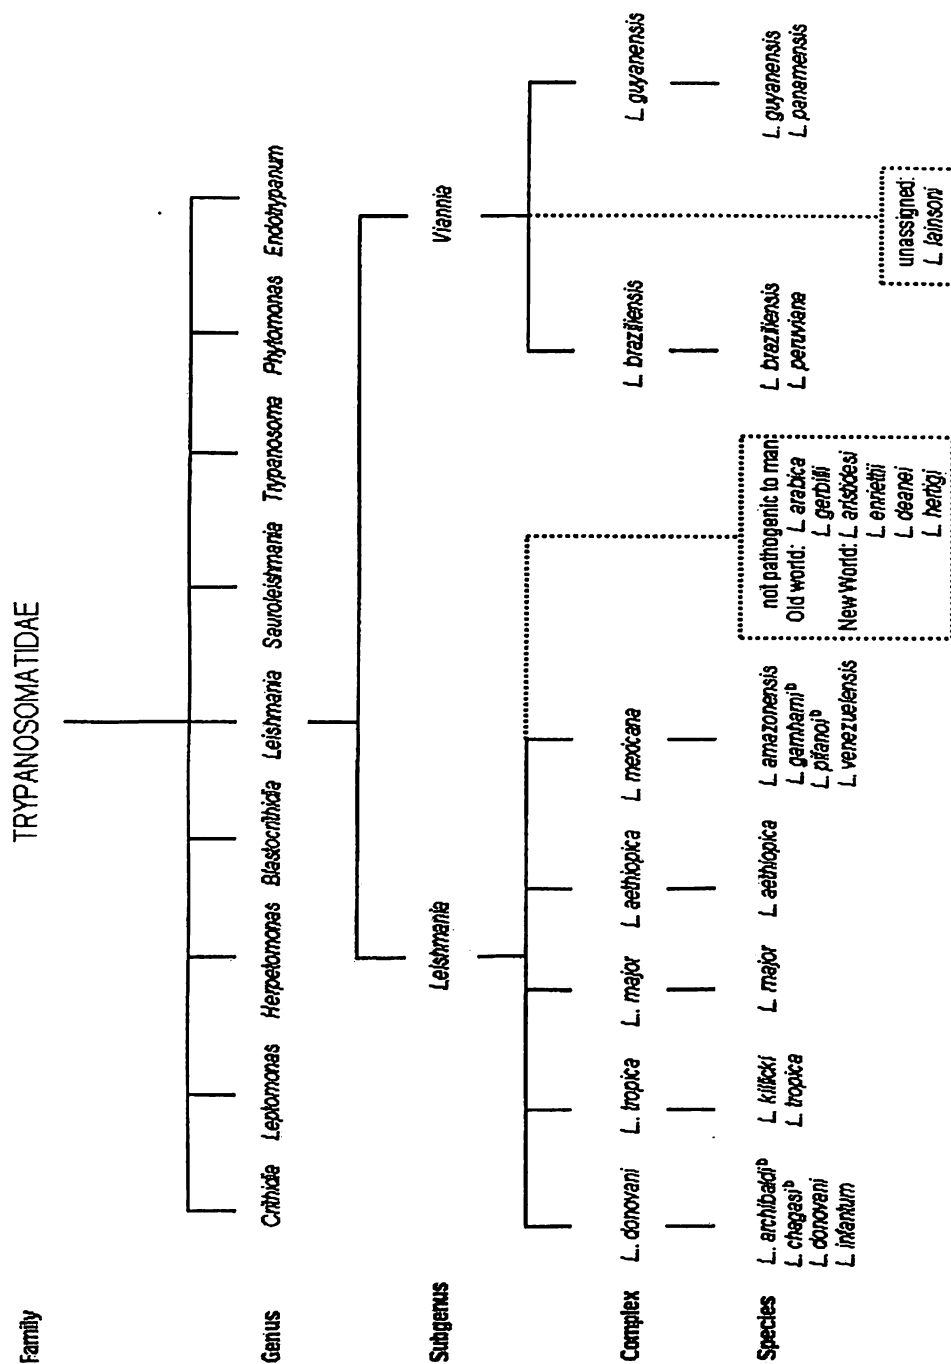 TRYPANOSOMATIDAE
Family
Genus Crithidia Leptomonas Herpetomonas Blastocrithidia Leishmania Sauroleishmania Trypanosoma Phytomonas Endotrypanum
Subgenus Leishmania Viannia
Complex L. donovani L. tropica L. major L aethiopica L mexicana L braziliensis L guyanensis
Species
L. archibaldi^b
L. chagasi^b
L donovani
L infantum
L killicki
L tropica
L major
L aethiopica
L amazonensis
L. garnhami^b
L pifanoi^b
L venezuelensis
not pathogenic to man:
Old world: L arabica
L gerbilli
New World: L aristidesi
L enriettii
L deanei
L hertigi
L braziliensis
L peruviana
unassigned:
L lainsoni
L guyanensis
L panamensis